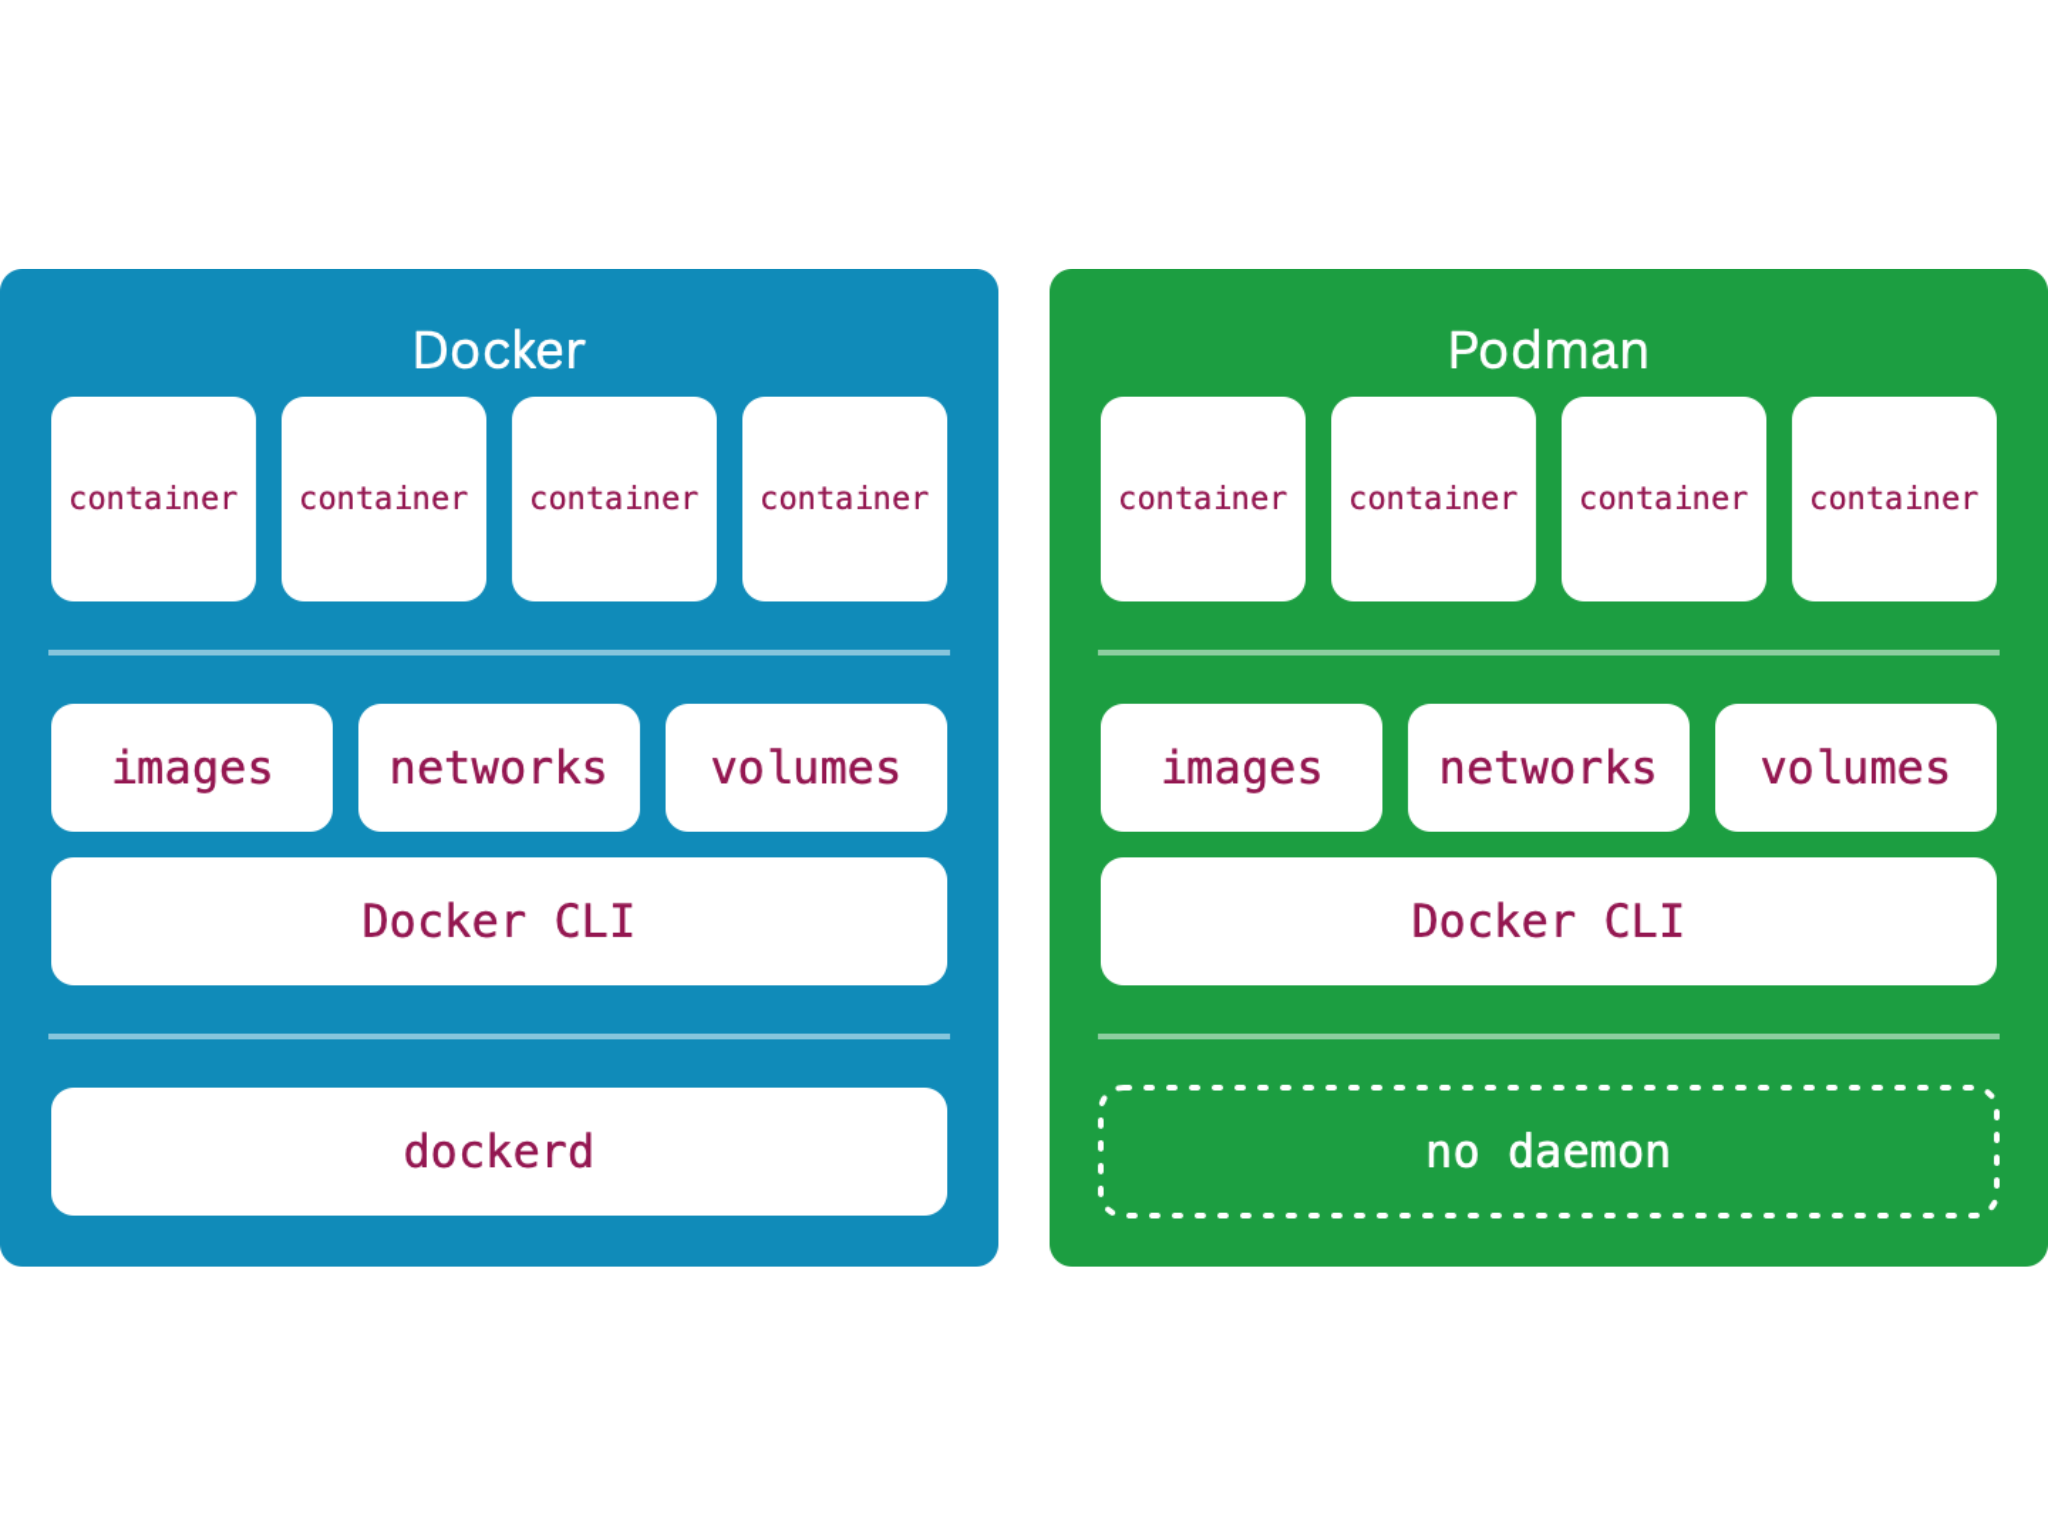 Docker
container container container container
images networks volumes
Docker CLI
dockerd
Podman
container container container container
images networks volumes
Docker CLI
no daemon